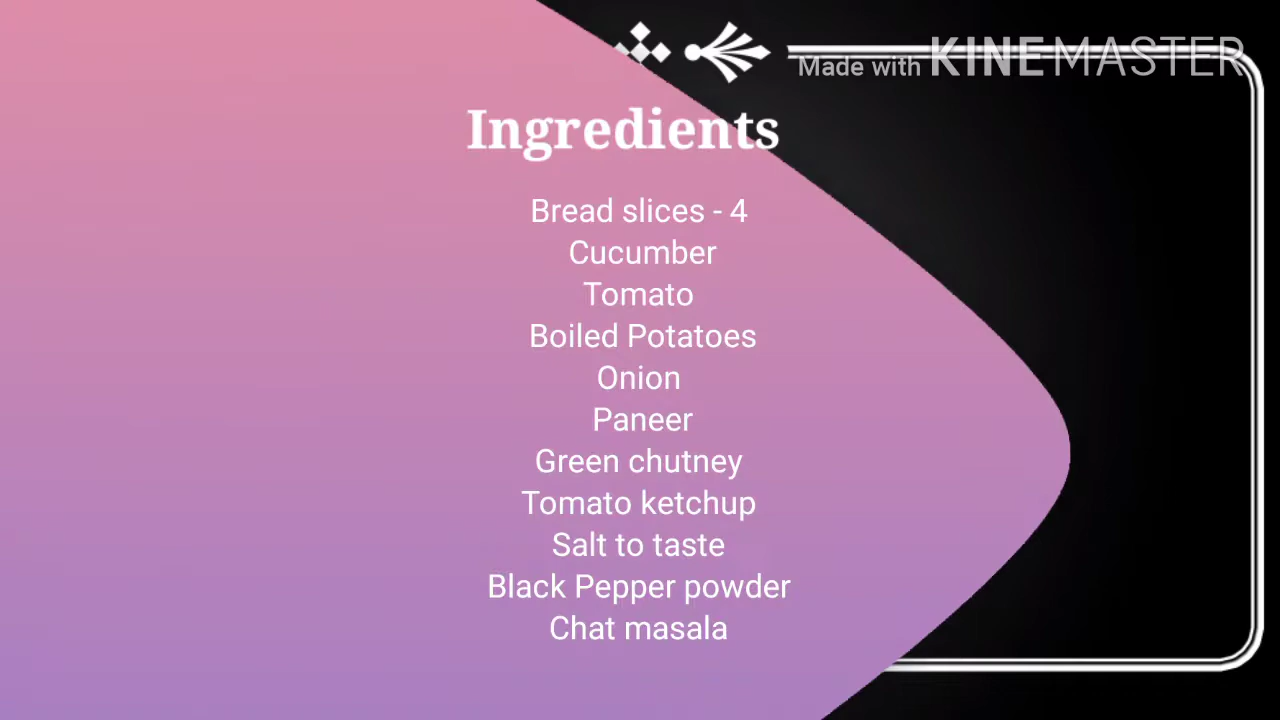 Made with KINEMASTER
Ingredients
Bread slices - 4
Cucumber
Tomato
Boiled Potatoes
Onion
Paneer
Green chutney
Tomato ketchup
Salt to taste
Black Pepper powder
Chat masala